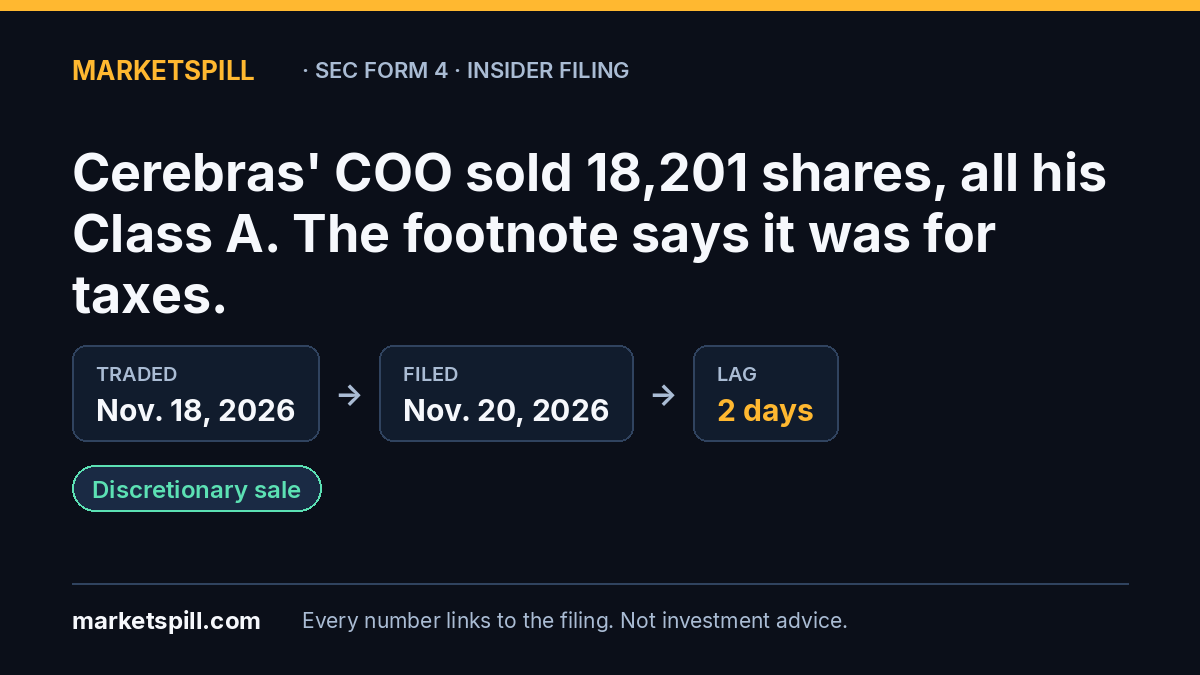 MARKETSPILL · SEC FORM 4 · INSIDER FILING
Cerebras' COO sold 18,201 shares, all his
Class A. The footnote says it was for
taxes.
TRADED
Nov. 18, 2026
→
FILED
Nov. 20, 2026
→
LAG
2 days
Discretionary sale
marketspill.com Every number links to the filing. Not investment advice.